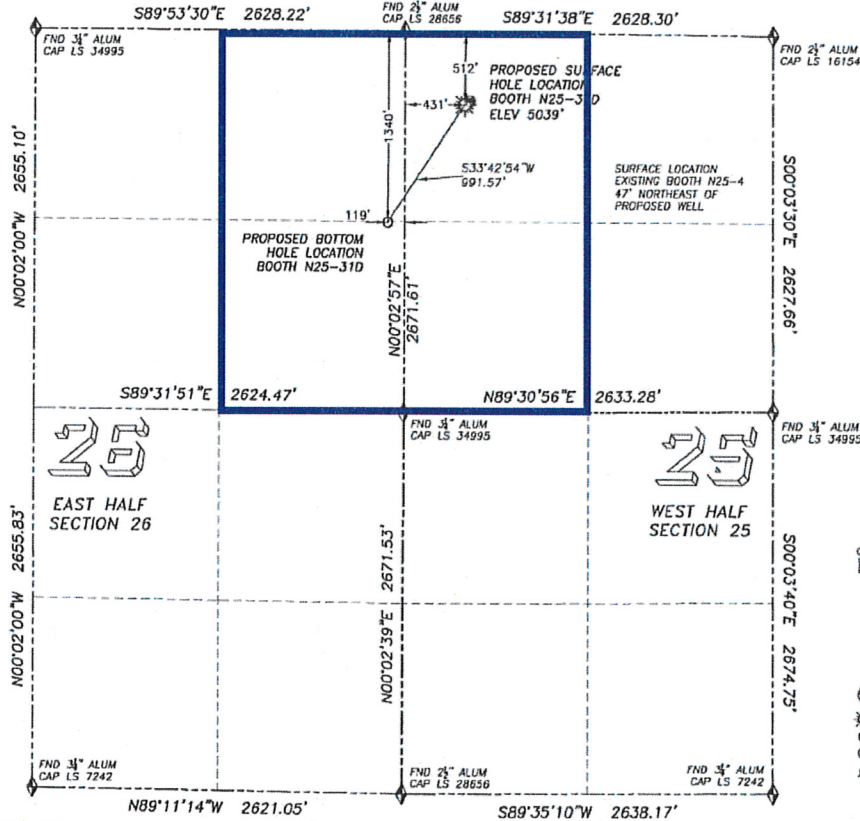 S89°53'30"E 2628.22'
FND 2½" ALUM
CAP LS 28656
S89°31'38"E 2628.30'
FND 3¼" ALUM
CAP LS 34995
FND 2½" ALUM
CAP LS 16154
512'
PROPOSED SURFACE
HOLE LOCATION
BOOTH N25-31D
ELEV 5039'
431'
1340'
N00°02'00"W 2655.10'
S33°42'54"W
991.57'
SURFACE LOCATION
EXISTING BOOTH N25-4
47' NORTHEAST OF
PROPOSED WELL
S00°03'30"E 2627.66'
119'
PROPOSED BOTTOM
HOLE LOCATION
BOOTH N25-31D
N00°02'57"E
2671.61'
S89°31'51"E 2624.47'
N89°30'56"E 2633.28'
FND 3¼" ALUM
CAP LS 34995
FND 3¼" ALUM
CAP LS 34995
26
EAST HALF
SECTION 26
25
WEST HALF
SECTION 25
N00°02'00"W 2655.83'
N00°02'39"E 2671.53'
S00°03'40"E 2674.75'
FND 3¼" ALUM
CAP LS 7242
FND 2½" ALUM
CAP LS 28656
FND 3¼" ALUM
CAP LS 7242
N89°11'14"W 2621.05'
S89°35'10"W 2638.17'